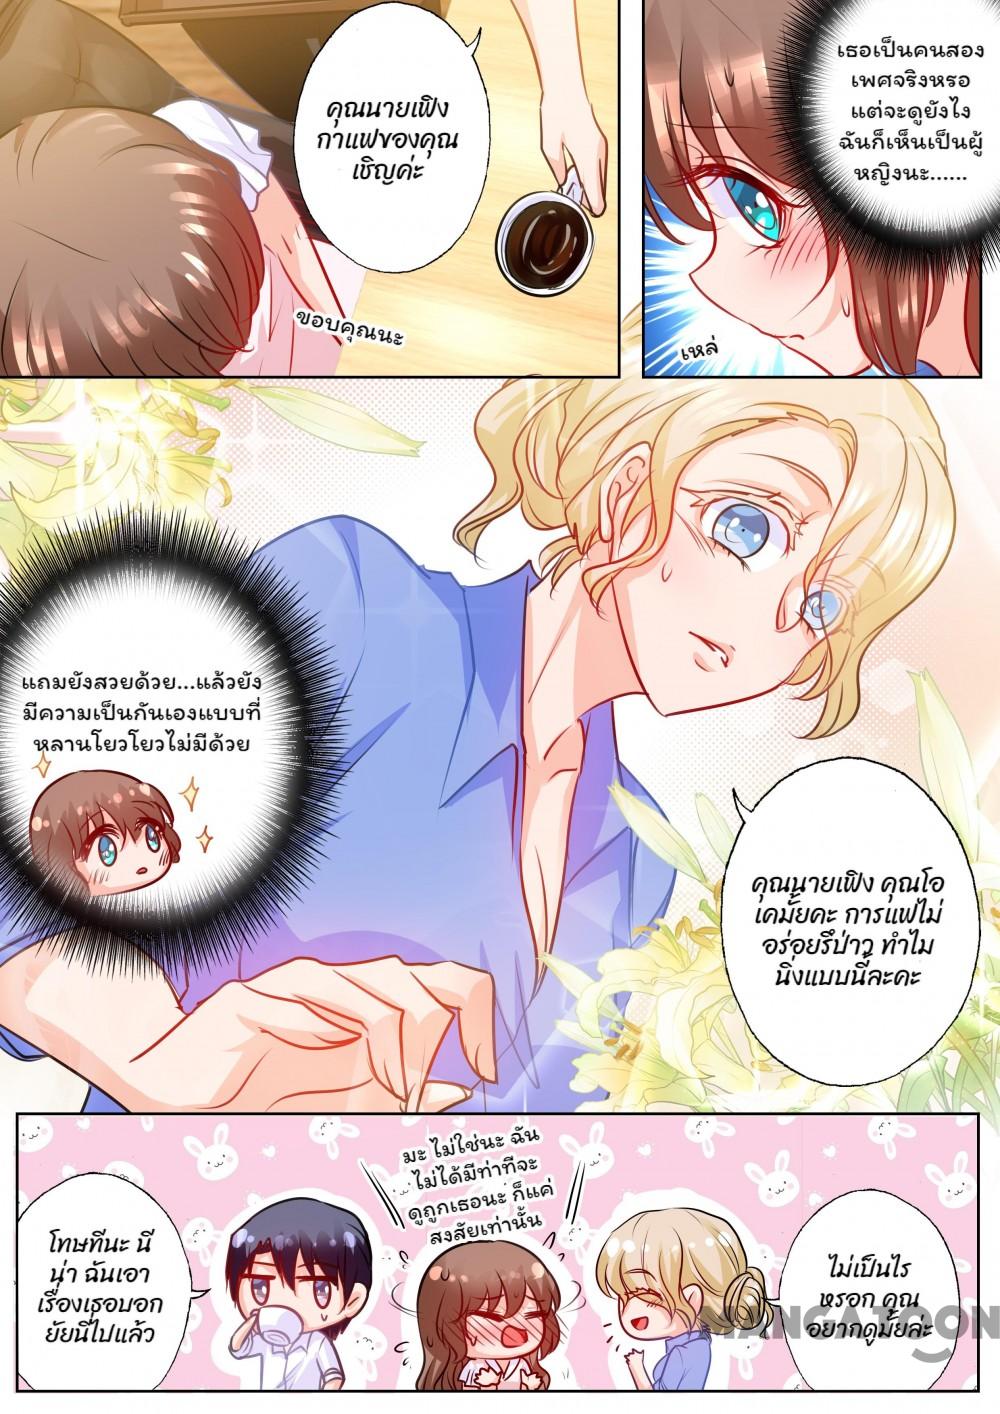 คุณนายเฟิง
กาแฟของคุณ
เชิญค่ะ
ขอบคุณนะ
เธอเป็นคนสอง
เพศจริงหรอ
แต่จะดูยังไง
ฉันก็เห็นเป็นผู้
หญิงนะ......
เหล่
แถมยังสวยด้วย...แล้วยัง
มีความเป็นกันเองแบบที่
หลานโยวโยวไม่มีด้วย
คุณนายเฟิง คุณโอ
เคมั้ยคะ การแฟไม่
อร่อยรึป่าว ทำไม
นิ่งแบบนี้ละคะ
มะ ไม่ใช่นะ ฉัน
ไม่ได้มีท่าทีจะ
ดูถูกเธอนะ ก็แค่
สงสัยเท่านั้น
โทษทีนะ นี
น่า ฉันเอา
เรื่องเธอบอก
ยัยนี่ไปแล้ว
ไม่เป็นไร
หรอก คุณ
อยากดูมั้ยล่ะ
MANGATOON